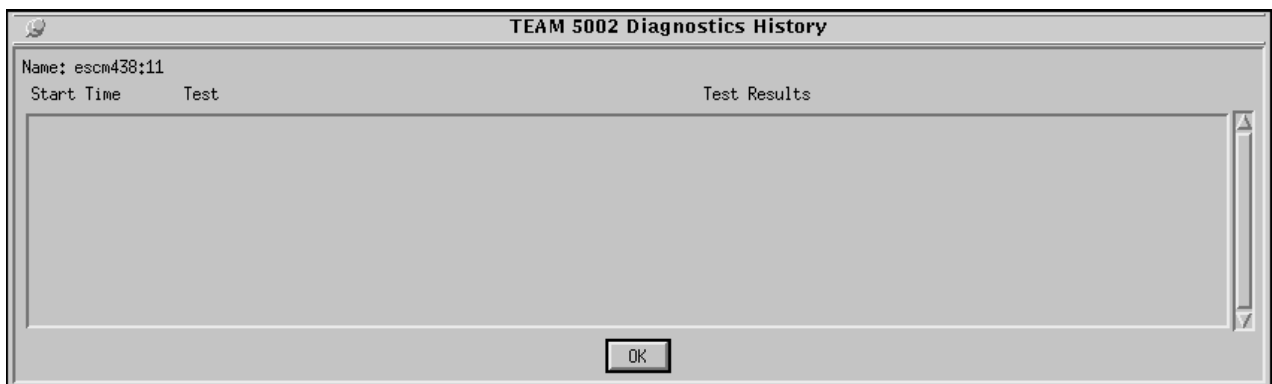 TEAM 5002 Diagnostics History
Name: escm438:11
Start Time Test Test Results
OK